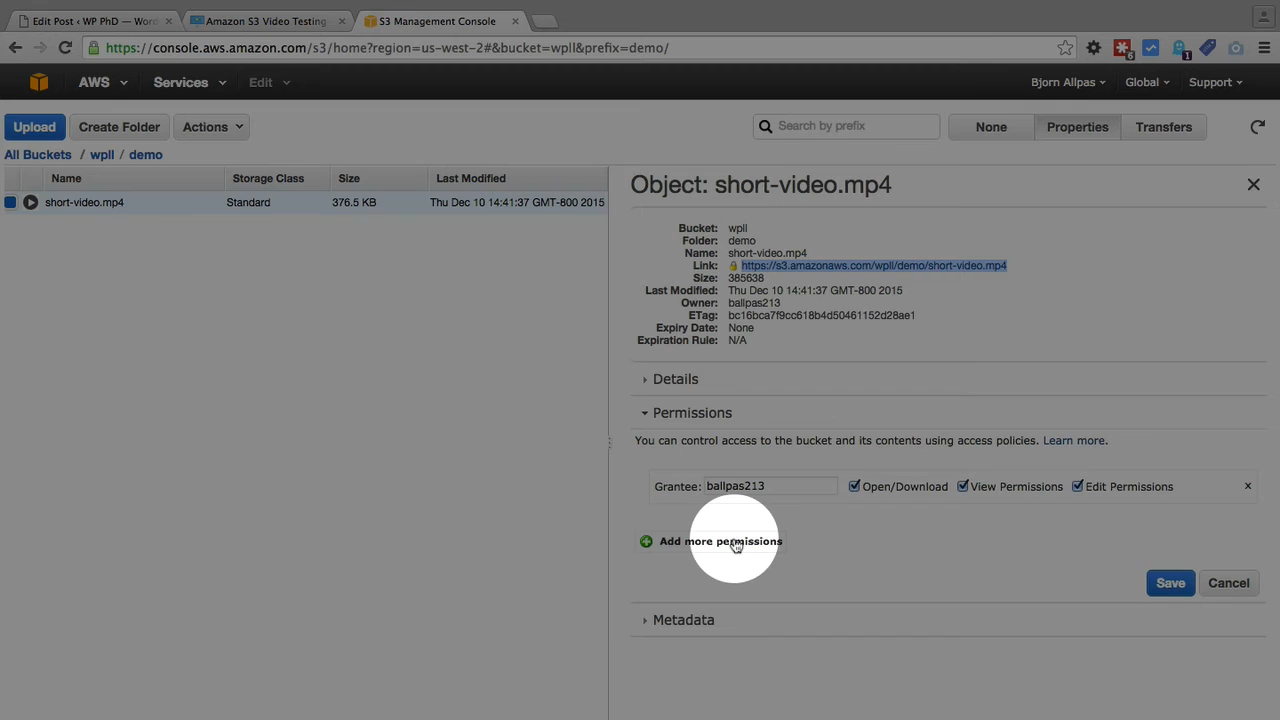 Edit Post ‹ WP PhD — Word
Amazon S3 Video Testing
S3 Management Console
https://console.aws.amazon.com/s3/home?region=us-west-2#&bucket=wpll&prefix=demo/
6
1
AWS
Services
Edit
Bjorn Allpas
Global
Support
Upload
Create Folder
Actions
Search by prefix
None
Properties
Transfers
All Buckets / wpll / demo
Name
Storage Class
Size
Last Modified
short-video.mp4
Standard
376.5 KB
Thu Dec 10 14:41:37 GMT-800 2015
Object: short-video.mp4
Bucket: wpll
Folder: demo
Name: short-video.mp4
Link: https://s3.amazonaws.com/wpll/demo/short-video.mp4
Size: 385638
Last Modified: Thu Dec 10 14:41:37 GMT-800 2015
Owner: ballpas213
ETag: bc16bca7f9cc618b4d50461152d28ae1
Expiry Date: None
Expiration Rule: N/A
Details
Permissions
You can control access to the bucket and its contents using access policies. Learn more.
Grantee: ballpas213 Open/Download View Permissions Edit Permissions x
Add more permissions
Save
Cancel
Metadata